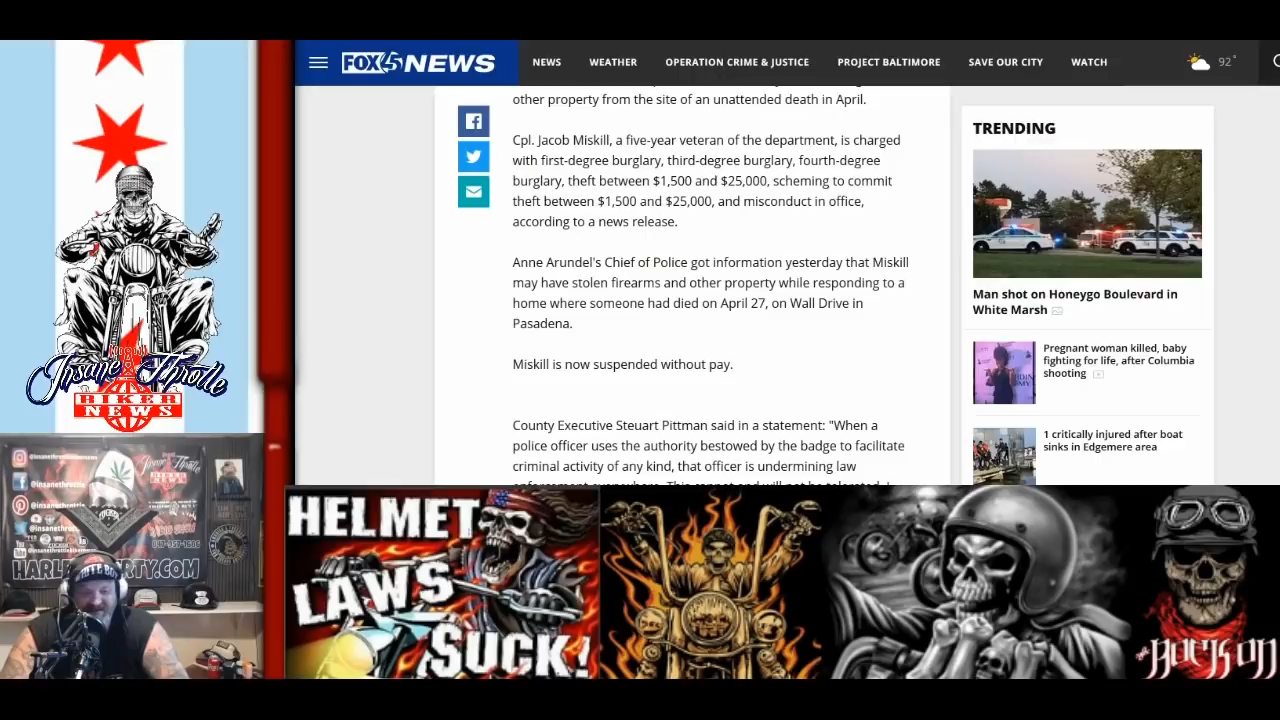 FOX45NEWS
NEWS
WEATHER
OPERATION CRIME & JUSTICE
PROJECT BALTIMORE
SAVE OUR CITY
WATCH
92°
other property from the site of an unattended death in April.
Cpl. Jacob Miskill, a five-year veteran of the department, is charged
with first-degree burglary, third-degree burglary, fourth-degree
burglary, theft between $1,500 and $25,000, scheming to commit
theft between $1,500 and $25,000, and misconduct in office,
according to a news release.
Anne Arundel's Chief of Police got information yesterday that Miskill
may have stolen firearms and other property while responding to a
home where someone had died on April 27, on Wall Drive in
Pasadena.
Miskill is now suspended without pay.
County Executive Steuart Pittman said in a statement: "When a
police officer uses the authority bestowed by the badge to facilitate
criminal activity of any kind, that officer is undermining law
TRENDING
Man shot on Honeygo Boulevard in
White Marsh
Pregnant woman killed, baby
fighting for life, after Columbia
shooting
1 critically injured after boat
sinks in Edgemere area
Insane Throttle
BIKER
NEWS
HELMET
LAWS
SUCK!
ROCKS ON